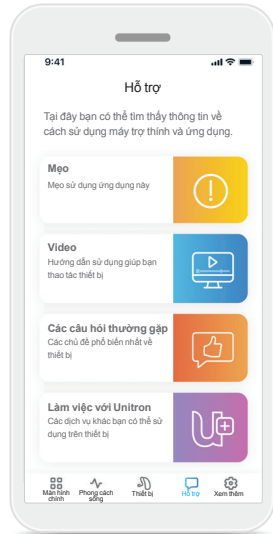 9:41
Hỗ trợ
Tại đây bạn có thể tìm thấy thông tin về
cách sử dụng máy trợ thính và ứng dụng.
Mẹo
Mẹo sử dụng ứng dụng này
Video
Hướng dẫn sử dụng giúp bạn
thao tác thiết bị
Các câu hỏi thường gặp
Các chủ đề phổ biến nhất về
thiết bị
Làm việc với Unitron
Các dịch vụ khác bạn có thể sử
dụng trên thiết bị
Màn hình
chính
Phong cách
sống
Thiết bị
Hỗ trợ
Xem thêm